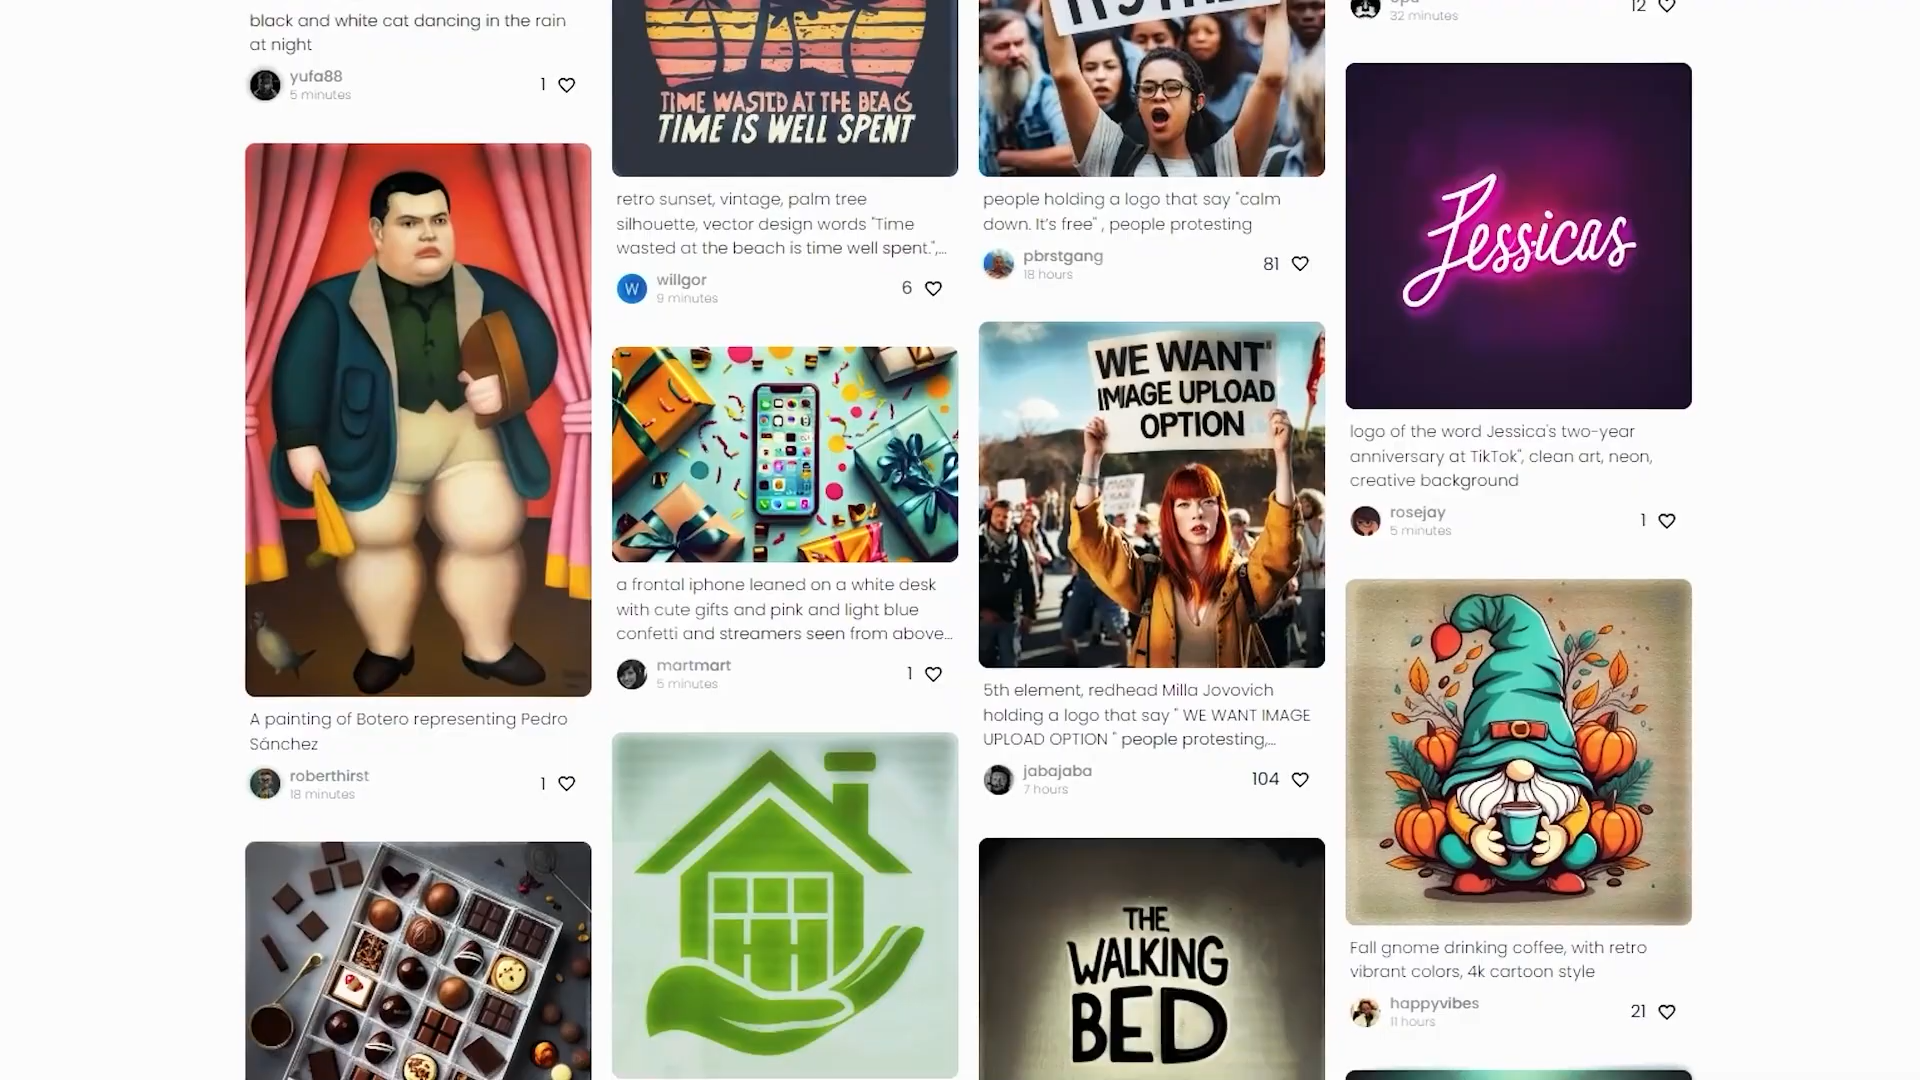 black and white cat dancing in the rain
at night
yufa88
5 minutes
1
A painting of Botero representing Pedro
Sánchez
roberthirst
18 minutes
1
TIME WASTED AT THE BEACS
TIME IS WELL SPENT
retro sunset, vintage, palm tree
silhouette, vector design words "Time
wasted at the beach is time well spent.",...
W
willgor
9 minutes
6
a frontal iphone leaned on a white desk
with cute gifts and pink and light blue
confetti and streamers seen from above...
martmart
5 minutes
1
people holding a logo that say "calm
down. It's free" , people protesting
pbrstgang
18 hours
81
WE WANT
IMAGE UPLOAD
OPTION
5th element, redhead Milla Jovovich
holding a logo that say " WE WANT IMAGE
UPLOAD OPTION " people protesting,...
jabajaba
7 hours
104
THE
WALKING
BED
32 minutes
12
Jessicas
logo of the word Jessica's two-year
anniversary at TikTok", clean art, neon,
creative background
rosejay
5 minutes
1
Fall gnome drinking coffee, with retro
vibrant colors, 4k cartoon style
happyvibes
11 hours
21